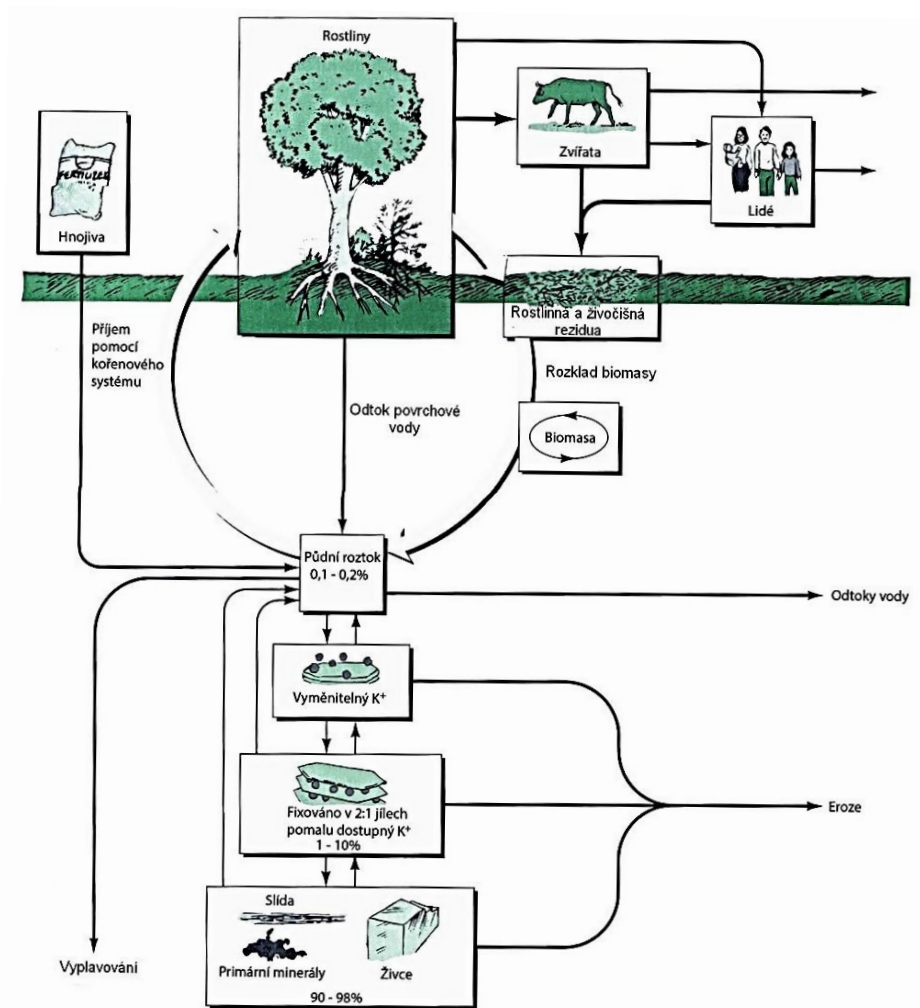 Rostliny
Zvířata
Lidé
FERTILIZER
Hnojiva
Rostlinná a živočišná
rezidua
Příjem
pomocí
kořenového
systému
Rozklad biomasy
Odtok povrchové
vody
Biomasa
Půdní roztok
0,1 - 0,2%
Odtoky vody
Vyměnitelný K⁺
Fixováno v 2:1 jílech
pomalu dostupný K⁺
1 - 10%
Eroze
Slída
Primární minerály
Živce
90 - 98%
Vyplavování